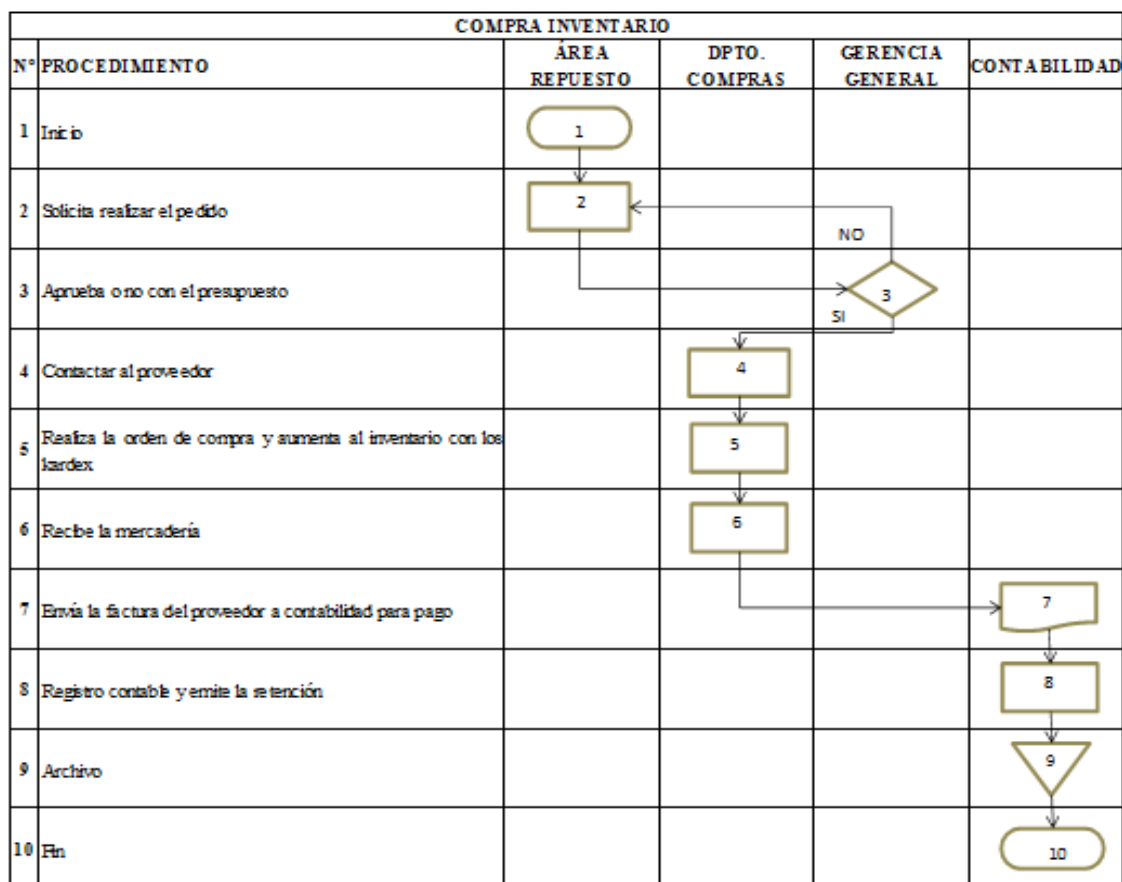 COMPRA INVENTARIO
N° PROCEDIMIENTO ÁREA REPUESTO DPTO. COMPRAS GERENCIA GENERAL CONTABILIDAD
1 Inicio 1
2 Solicita realizar el pedido 2
NO
3 Aprueba o no con el presupuesto 3
SI
4 Contactar al proveedor 4
5 Realiza la orden de compra y aumenta al inventario con los
kardex 5
6 Recibe la mercadería 6
7 Envía la factura del proveedor a contabilidad para pago 7
8 Registro contable y emite la retención 8
9 Archivo 9
10 Fin 10